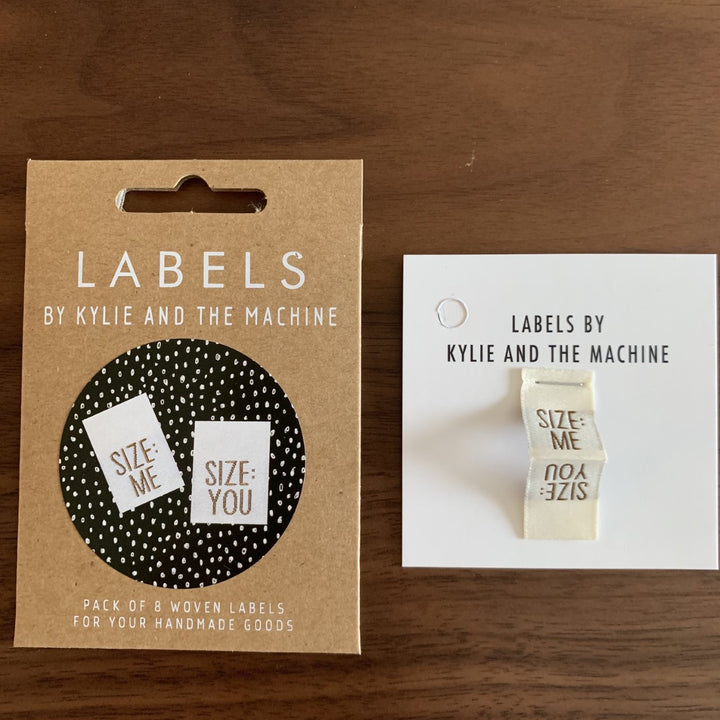 LABELS
BY KYLIE AND THE MACHINE
SIZE:
ME
SIZE:
YOU
PACK OF 8 WOVEN LABELS
FOR YOUR HANDMADE GOODS
LABELS BY
KYLIE AND THE MACHINE
SIZE:
ME
SIZE:
YOU